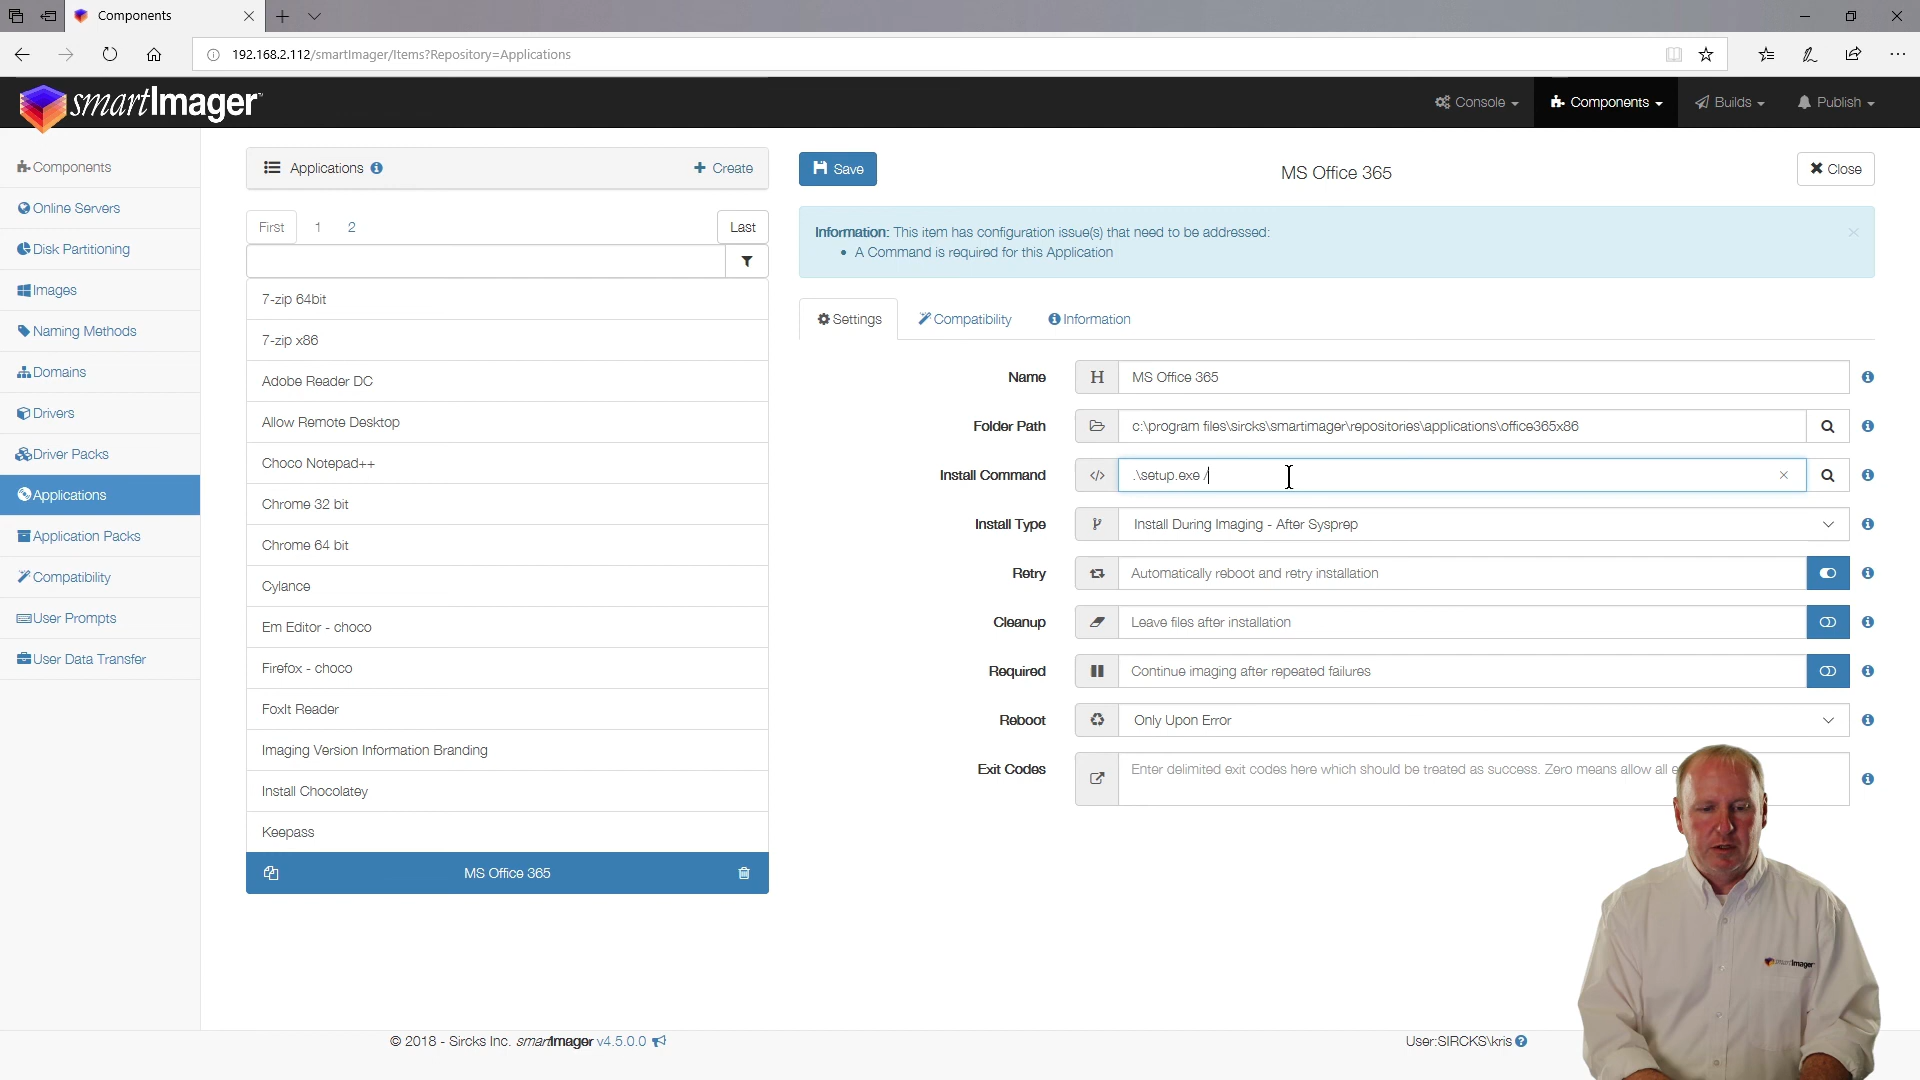 Components
192.168.2.112/smartImager/Items?Repository=Applications
smartImager
Console
Components
Builds
Publish
Components
Online Servers
Disk Partitioning
Images
Naming Methods
Domains
Drivers
Driver Packs
Applications
Application Packs
Compatibility
User Prompts
User Data Transfer
Applications
Create
First 1 2 Last
7-zip 64bit
7-zip x86
Adobe Reader DC
Allow Remote Desktop
Choco Notepad++
Chrome 32 bit
Chrome 64 bit
Cylance
Em Editor - choco
Firefox - choco
FoxIt Reader
Imaging Version Information Branding
Install Chocolatey
Keepass
MS Office 365
Save
MS Office 365
Close
Information: This item has configuration issue(s) that need to be addressed:
• A Command is required for this Application
Settings
Compatibility
Information
Name
H
MS Office 365
Folder Path
c:\program files\sircks\smartimager\repositories\applications\office365x86
Install Command
.\setup.exe /
Install Type
Install During Imaging - After Sysprep
Retry
Automatically reboot and retry installation
Cleanup
Leave files after installation
Required
Continue imaging after repeated failures
Reboot
Only Upon Error
Exit Codes
Enter delimited exit codes here which should be treated as success. Zero means allow all
smartImager
© 2018 - Sircks Inc. smartImager v4.5.0.0
User:SIRCKS\kris